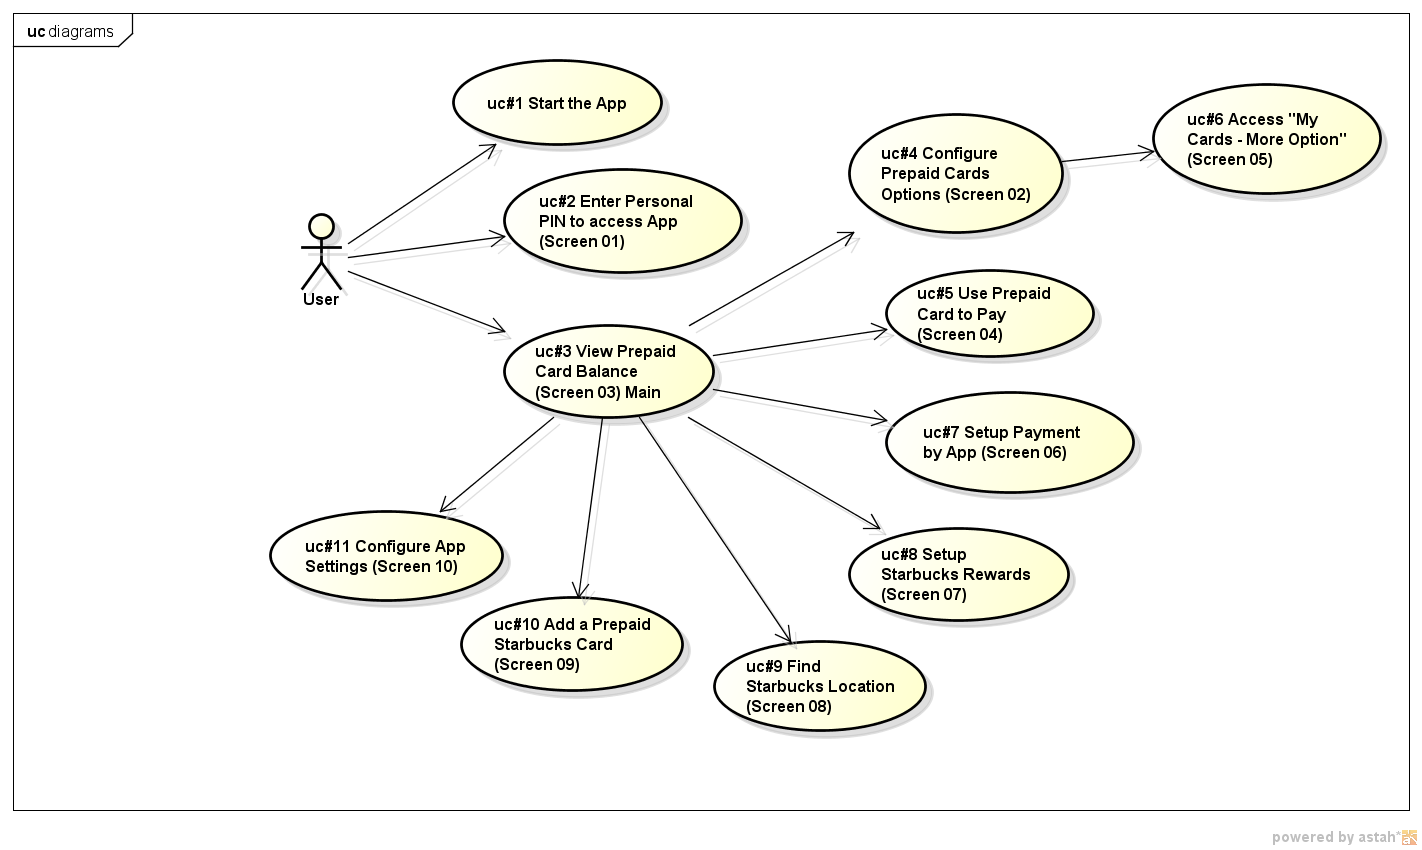 uc diagrams
uc#1 Start the App
uc#6 Access "My
Cards - More Option"
(Screen 05)
uc#4 Configure
Prepaid Cards
Options (Screen 02)
uc#2 Enter Personal
PIN to access App
(Screen 01)
User
uc#5 Use Prepaid
Card to Pay
(Screen 04)
uc#3 View Prepaid
Card Balance
(Screen 03) Main
uc#7 Setup Payment
by App (Screen 06)
uc#11 Configure App
Settings (Screen 10)
uc#8 Setup
Starbucks Rewards
(Screen 07)
uc#10 Add a Prepaid
Starbucks Card
(Screen 09)
uc#9 Find
Starbucks Location
(Screen 08)
powered by astah*